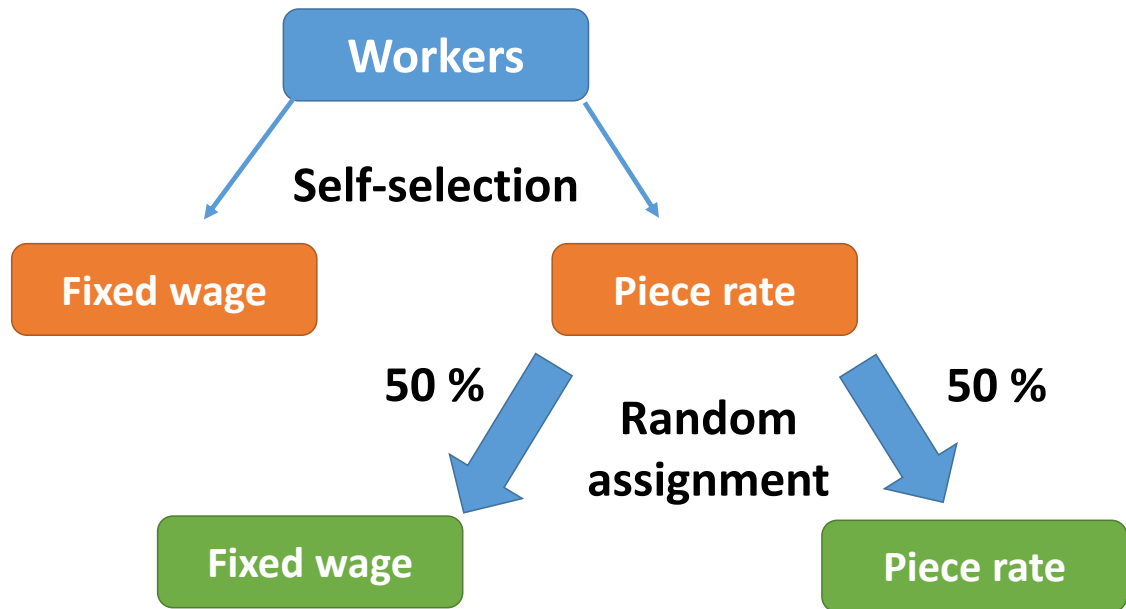 Workers
Self-selection
Fixed wage
Piece rate
50 %
50 %
Random
assignment
Fixed wage
Piece rate